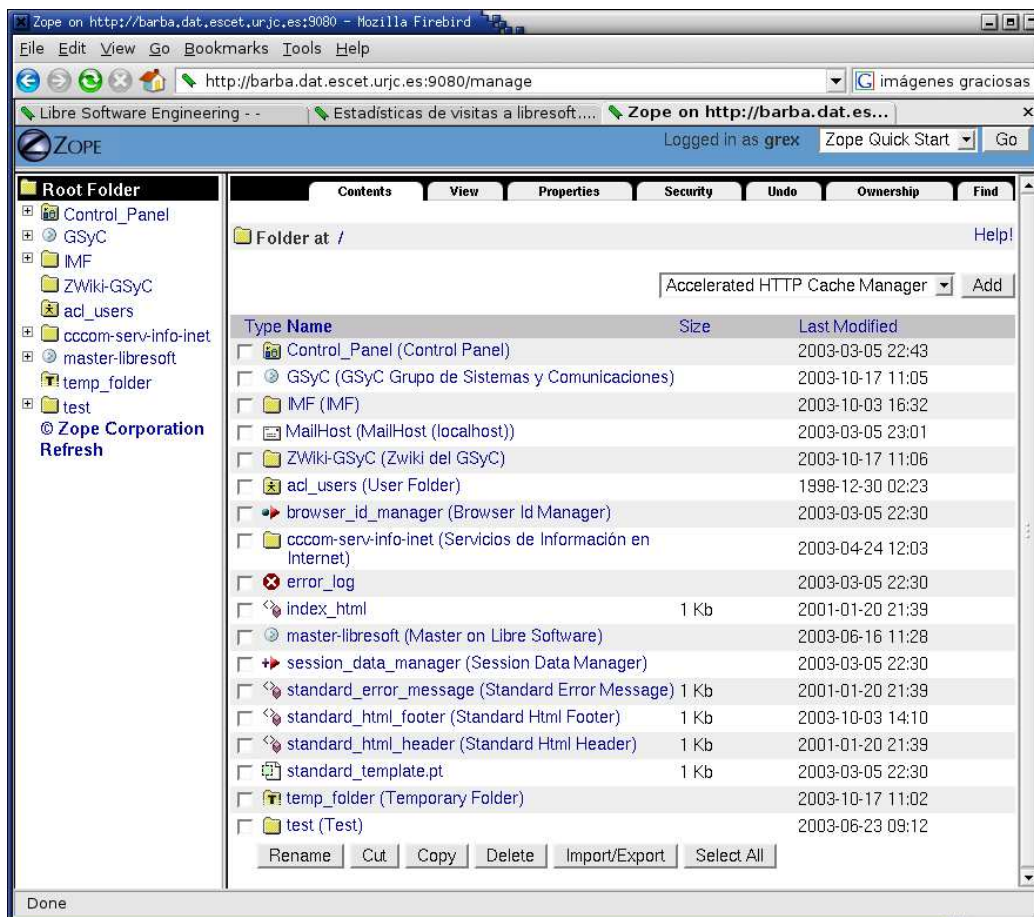 Zope on http://barba.dat.escet.urjc.es:9080 - Mozilla Firebird
File Edit View Go Bookmarks Tools Help
http://barba.dat.escet.urjc.es:9080/manage
G imágenes graciosas
Libre Software Engineering - -
Estadísticas de visitas a libresoft....
Zope on http://barba.dat.es...
x
ZOPE
Logged in as grex
Zope Quick Start
Go
Root Folder
Control_Panel
GSyC
IMF
ZWiki-GSyC
acl_users
cccom-serv-info-inet
master-libresoft
temp_folder
test
© Zope Corporation
Refresh
Contents View Properties Security Undo Ownership Find
Folder at /
Help!
Accelerated HTTP Cache Manager Add
Type Name Size Last Modified
Control_Panel (Control Panel) 2003-03-05 22:43
GSyC (GSyC Grupo de Sistemas y Comunicaciones) 2003-10-17 11:05
IMF (IMF) 2003-10-03 16:32
MailHost (MailHost (localhost)) 2003-03-05 23:01
ZWiki-GSyC (Zwiki del GSyC) 2003-10-17 11:06
acl_users (User Folder) 1998-12-30 02:23
browser_id_manager (Browser Id Manager) 2003-03-05 22:30
cccom-serv-info-inet (Servicios de Información en
Internet) 2003-04-24 12:03
error_log 2003-03-05 22:30
index_html 1 Kb 2001-01-20 21:39
master-libresoft (Master on Libre Software) 2003-06-16 11:28
session_data_manager (Session Data Manager) 2003-03-05 22:30
standard_error_message (Standard Error Message) 1 Kb 2001-01-20 21:39
standard_html_footer (Standard Html Footer) 1 Kb 2003-10-03 14:10
standard_html_header (Standard Html Header) 1 Kb 2001-01-20 21:39
standard_template.pt 1 Kb 2003-03-05 22:30
temp_folder (Temporary Folder) 2003-10-17 11:02
test (Test) 2003-06-23 09:12
Rename Cut Copy Delete Import/Export Select All
Done